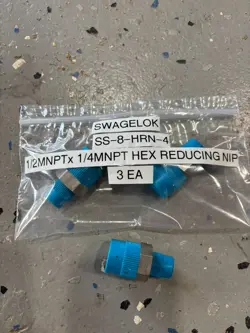 SWAGELOK
SS-8-HRN-4
1/2MNPTx 1/4MNPT HEX REDUCING NIP
3 EA